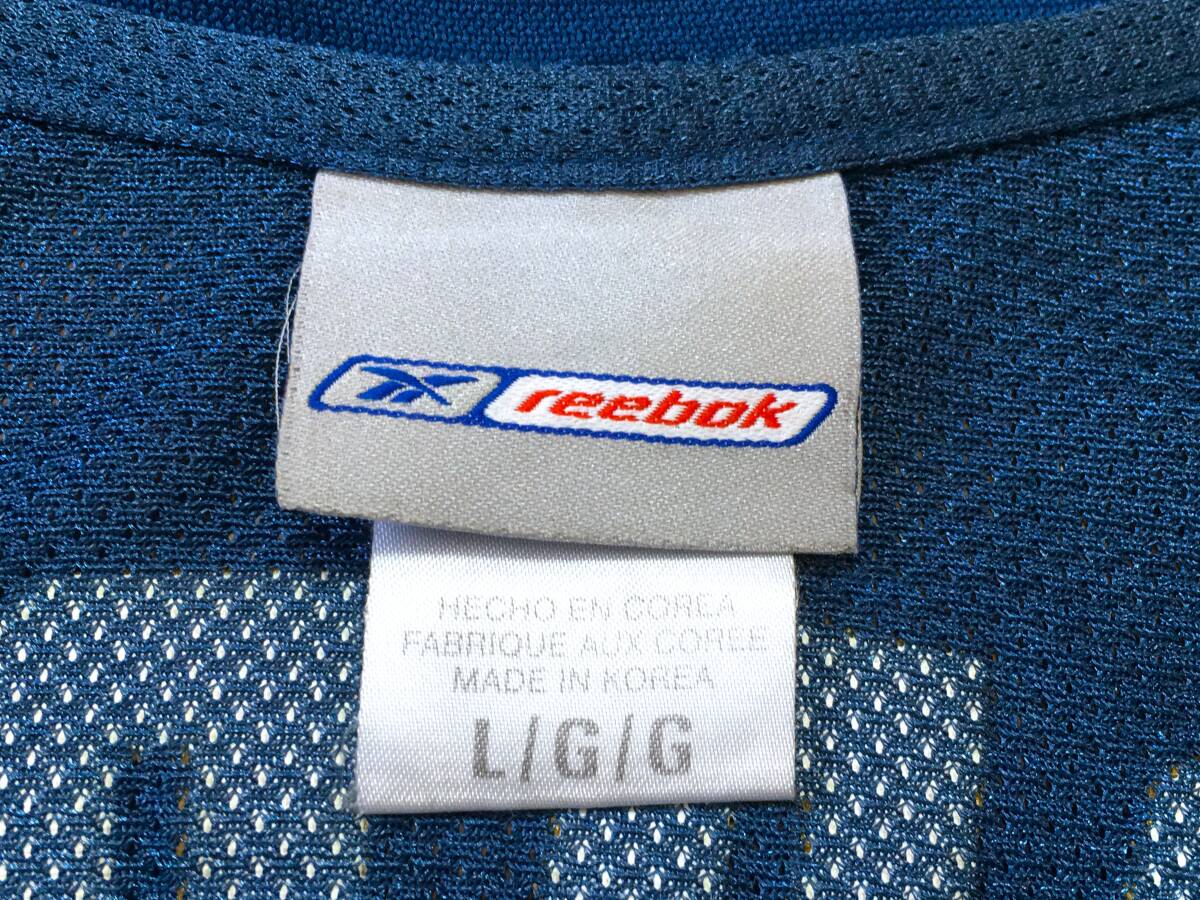 reebok
HECHO EN COREA
FABRIQUE AUX COREE
MADE IN KOREA
L/G/G